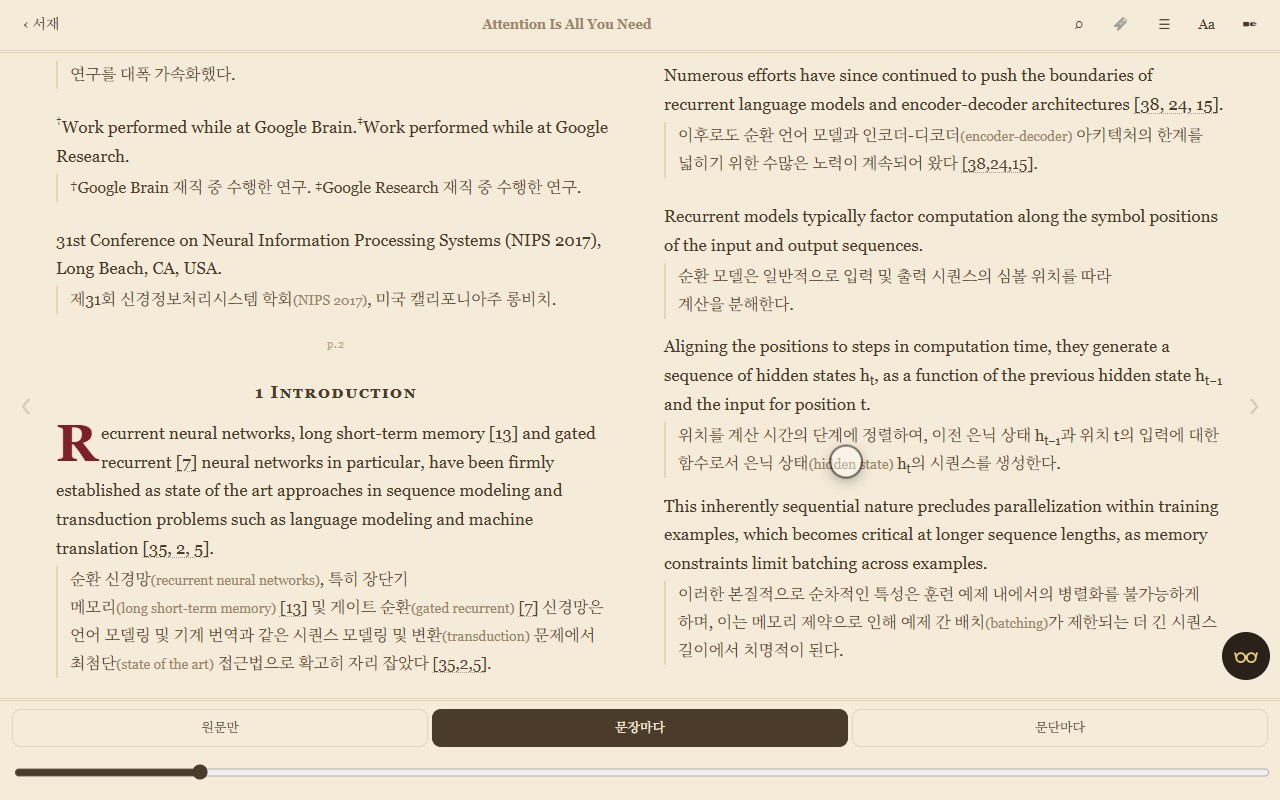 ‹ 서재
Attention Is All You Need
Aa
연구를 대폭 가속화했다.
†Work performed while at Google Brain.‡Work performed while at Google
Research.
†Google Brain 재직 중 수행한 연구. ‡Google Research 재직 중 수행한 연구.
31st Conference on Neural Information Processing Systems (NIPS 2017),
Long Beach, CA, USA.
제31회 신경정보처리시스템 학회(NIPS 2017), 미국 캘리포니아주 롱비치.
p.2
1 Introduction
Recurrent neural networks, long short-term memory [13] and gated
recurrent [7] neural networks in particular, have been firmly
established as state of the art approaches in sequence modeling and
transduction problems such as language modeling and machine
translation [35, 2, 5].
순환 신경망(recurrent neural networks), 특히 장단기
메모리(long short-term memory) [13] 및 게이트 순환(gated recurrent) [7] 신경망은
언어 모델링 및 기계 번역과 같은 시퀀스 모델링 및 변환(transduction) 문제에서
최첨단(state of the art) 접근법으로 확고히 자리 잡았다 [35,2,5].
Numerous efforts have since continued to push the boundaries of
recurrent language models and encoder-decoder architectures [38, 24, 15].
이후로도 순환 언어 모델과 인코더-디코더(encoder-decoder) 아키텍처의 한계를
넓히기 위한 수많은 노력이 계속되어 왔다 [38,24,15].
Recurrent models typically factor computation along the symbol positions
of the input and output sequences.
순환 모델은 일반적으로 입력 및 출력 시퀀스의 심볼 위치를 따라
계산을 분해한다.
Aligning the positions to steps in computation time, they generate a
sequence of hidden states ht, as a function of the previous hidden state ht−1
and the input for position t.
위치를 계산 시간의 단계에 정렬하여, 이전 은닉 상태 ht−1과 위치 t의 입력에 대한
함수로서 은닉 상태(hidden state) ht의 시퀀스를 생성한다.
This inherently sequential nature precludes parallelization within training
examples, which becomes critical at longer sequence lengths, as memory
constraints limit batching across examples.
이러한 본질적으로 순차적인 특성은 훈련 예제 내에서의 병렬화를 불가능하게
하며, 이는 메모리 제약으로 인해 예제 간 배치(batching)가 제한되는 더 긴 시퀀스
길이에서 치명적이 된다.
원문만
문장마다
문단마다